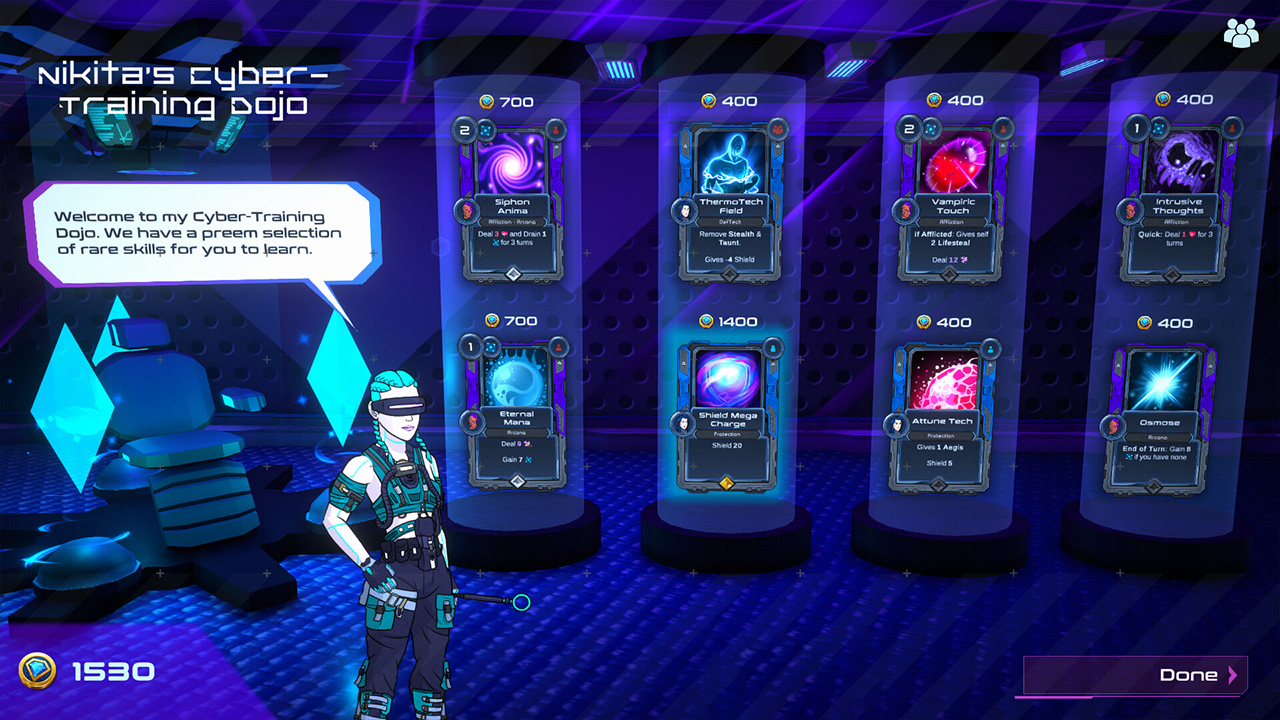 Nikita's Cyber-
Training Dojo
Welcome to my Cyber-Training
Dojo. We have a preem selection
of rare skills for you to learn.
700
2
Siphon
Anima
Affliction - Arcana
Deal 3 and Drain 1
for 3 turns
400
ThermoTech
Field
DefTech
Remove Stealth &
Taunt.
Gives -4 Shield
400
2
Vampiric
Touch
Affliction
If Afflicted: Gives self
2 Lifesteal
Deal 12
400
1
Intrusive
Thoughts
Affliction
Quick: Deal 1 for 3
turns
700
1
Eternal
Mana
Arcana
Deal 9
Gain 7
1400
Shield Mega
Charge
Protection
Shield 20
400
Attune Tech
Protection
Gives 1 Aegis
Shield 5
400
Osmose
Arcane
End of Turn: Gain 8
if you have none
1530
Done